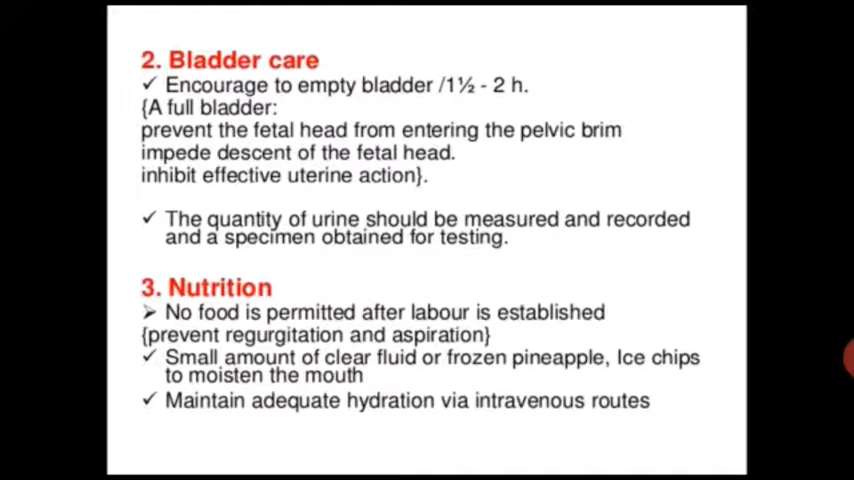 2. Bladder care
✓ Encourage to empty bladder /1½ - 2 h.
{A full bladder:
prevent the fetal head from entering the pelvic brim
impede descent of the fetal head.
inhibit effective uterine action}.
✓ The quantity of urine should be measured and recorded
and a specimen obtained for testing.
3. Nutrition
➢ No food is permitted after labour is established
{prevent regurgitation and aspiration}
✓ Small amount of clear fluid or frozen pineapple, Ice chips
to moisten the mouth
✓ Maintain adequate hydration via intravenous routes